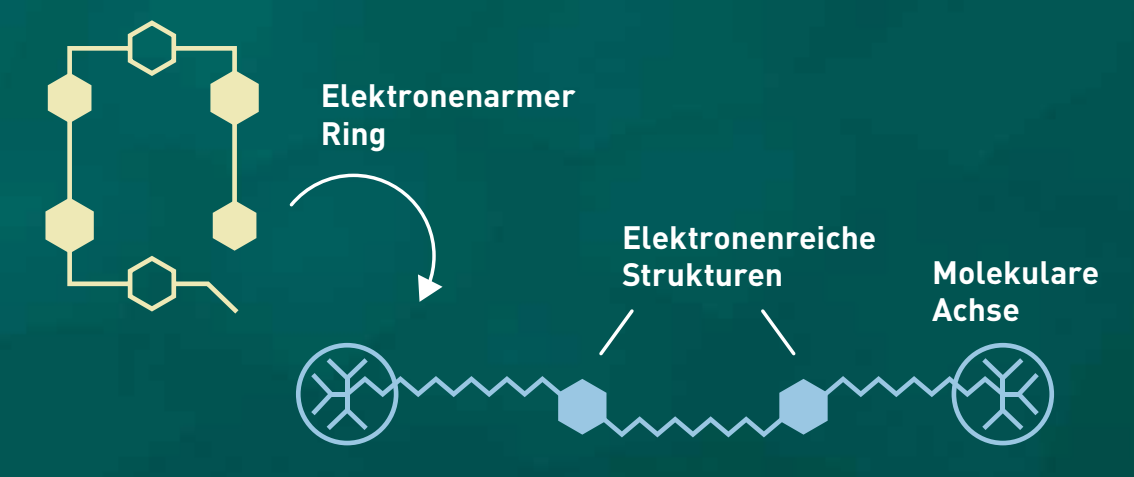 Elektronenarmer
Ring
Elektronenreiche
Strukturen
Molekulare
Achse